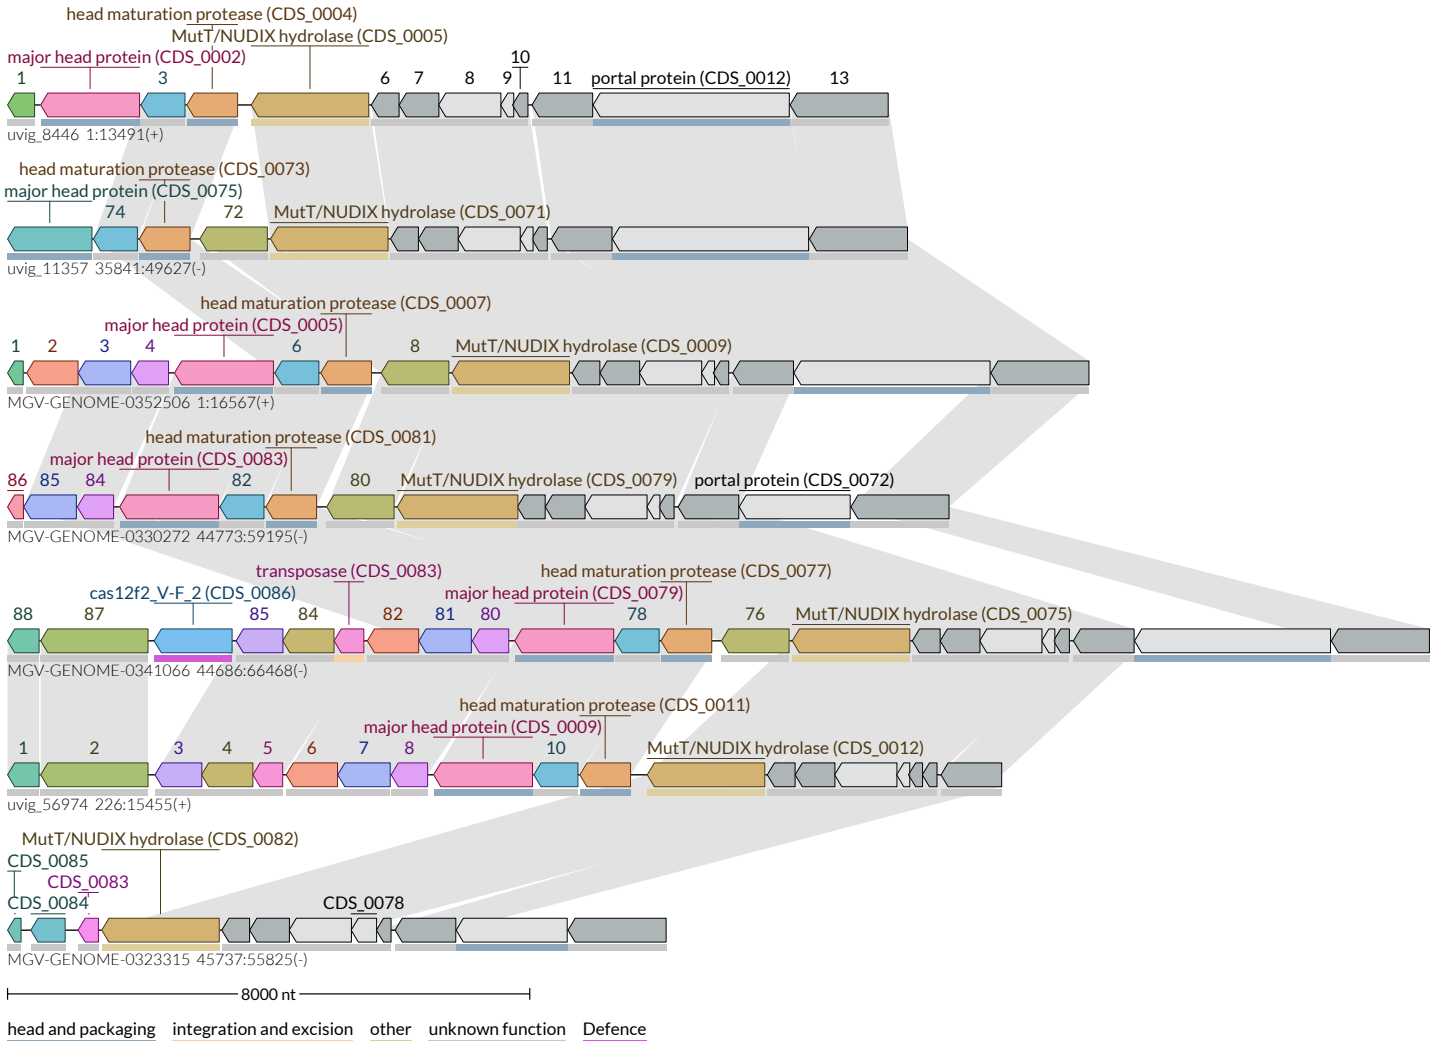 head maturation protease (CDS_0004)
MutT/NUDIX hydrolase (CDS_0005)
major head protein (CDS_0002)
10
1 3 6 7 8 9 11 portal protein (CDS_0012) 13
uvig_8446 1:13491(+)
head maturation protease (CDS_0073)
major head protein (CDS_0075)
74 72 MutT/NUDIX hydrolase (CDS_0071)
uvig_11357 35841:49627(-)
head maturation protease (CDS_0007)
major head protein (CDS_0005)
1 2 3 4 6 8 MutT/NUDIX hydrolase (CDS_0009)
MGV-GENOME-0352506 1:16567(+)
head maturation protease (CDS_0081)
major head protein (CDS_0083)
86 85 84 82 80 MutT/NUDIX hydrolase (CDS_0079) portal protein (CDS_0072)
MGV-GENOME-0330272 44773:59195(-)
transposase (CDS_0083) head maturation protease (CDS_0077)
cas12f2_V-F_2 (CDS_0086) major head protein (CDS_0079)
88 87 85 84 82 81 80 78 76 MutT/NUDIX hydrolase (CDS_0075)
MGV-GENOME-0341066 44686:66468(-)
head maturation protease (CDS_0011)
major head protein (CDS_0009)
1 2 3 4 5 6 7 8 10 MutT/NUDIX hydrolase (CDS_0012)
uvig_56974 226:15455(+)
MutT/NUDIX hydrolase (CDS_0082)
CDS_0085
CDS_0083
CDS_0084 CDS_0078
MGV-GENOME-0323315 45737:55825(-)
8000 nt
head and packaging integration and excision other unknown function Defence